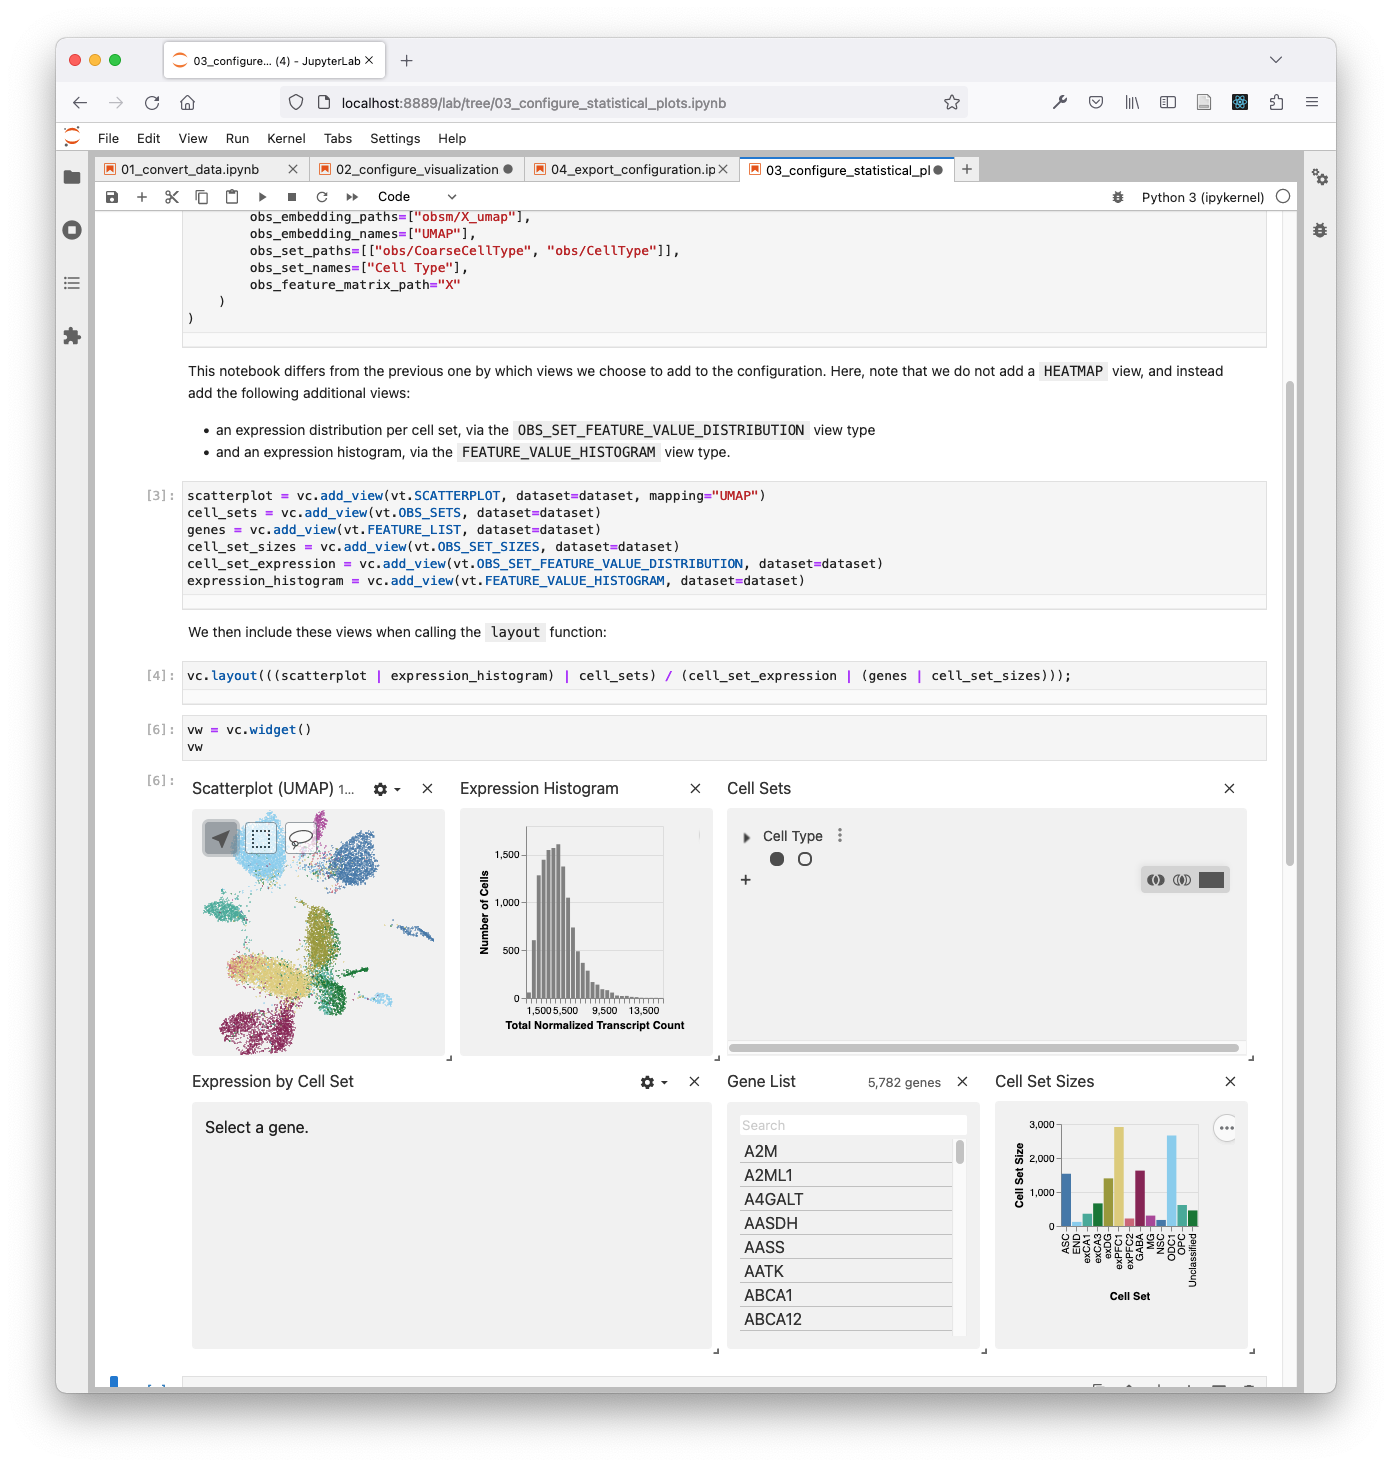 03_configure... (4) - JupyterLab
localhost:8889/lab/tree/03_configure_statistical_plots.ipynb
File Edit View Run Kernel Tabs Settings Help
01_convert_data.ipynb 02_configure_visualization 04_export_configuration.ip 03_configure_statistical_pl
Code Python 3 (ipykernel)
obs_embedding_paths=["obsm/X_umap"],
obs_embedding_names=["UMAP"],
obs_set_paths=[["obs/CoarseCellType", "obs/CellType"]],
obs_set_names=["Cell Type"],
obs_feature_matrix_path="X"
)
)
This notebook differs from the previous one by which views we choose to add to the configuration. Here, note that we do not add a HEATMAP view, and instead
add the following additional views:
• an expression distribution per cell set, via the OBS_SET_FEATURE_VALUE_DISTRIBUTION view type
• and an expression histogram, via the FEATURE_VALUE_HISTOGRAM view type.
[3]: scatterplot = vc.add_view(vt.SCATTERPLOT, dataset=dataset, mapping="UMAP")
cell_sets = vc.add_view(vt.OBS_SETS, dataset=dataset)
genes = vc.add_view(vt.FEATURE_LIST, dataset=dataset)
cell_set_sizes = vc.add_view(vt.OBS_SET_SIZES, dataset=dataset)
cell_set_expression = vc.add_view(vt.OBS_SET_FEATURE_VALUE_DISTRIBUTION, dataset=dataset)
expression_histogram = vc.add_view(vt.FEATURE_VALUE_HISTOGRAM, dataset=dataset)
We then include these views when calling the layout function:
[4]: vc.layout(((scatterplot | expression_histogram) | cell_sets) / (cell_set_expression | (genes | cell_set_sizes)));
[6]: vw = vc.widget()
vw
[6]:
Scatterplot (UMAP) 1...
Expression Histogram
1,500
1,000
500
0
Number of Cells
1,500 5,500 9,500 13,500
Total Normalized Transcript Count
Cell Sets
Cell Type
+
Expression by Cell Set
Select a gene.
Gene List 5,782 genes
Search
A2M
A2ML1
A4GALT
AASDH
AASS
AATK
ABCA1
ABCA12
Cell Set Sizes
3,000
2,000
1,000
0
Cell Set Size
ASC
END
exCA1
exCA3
exDG
exPFC1
exPFC2
GABA
MG
NSC
ODC1
OPC
Unclassified
Cell Set